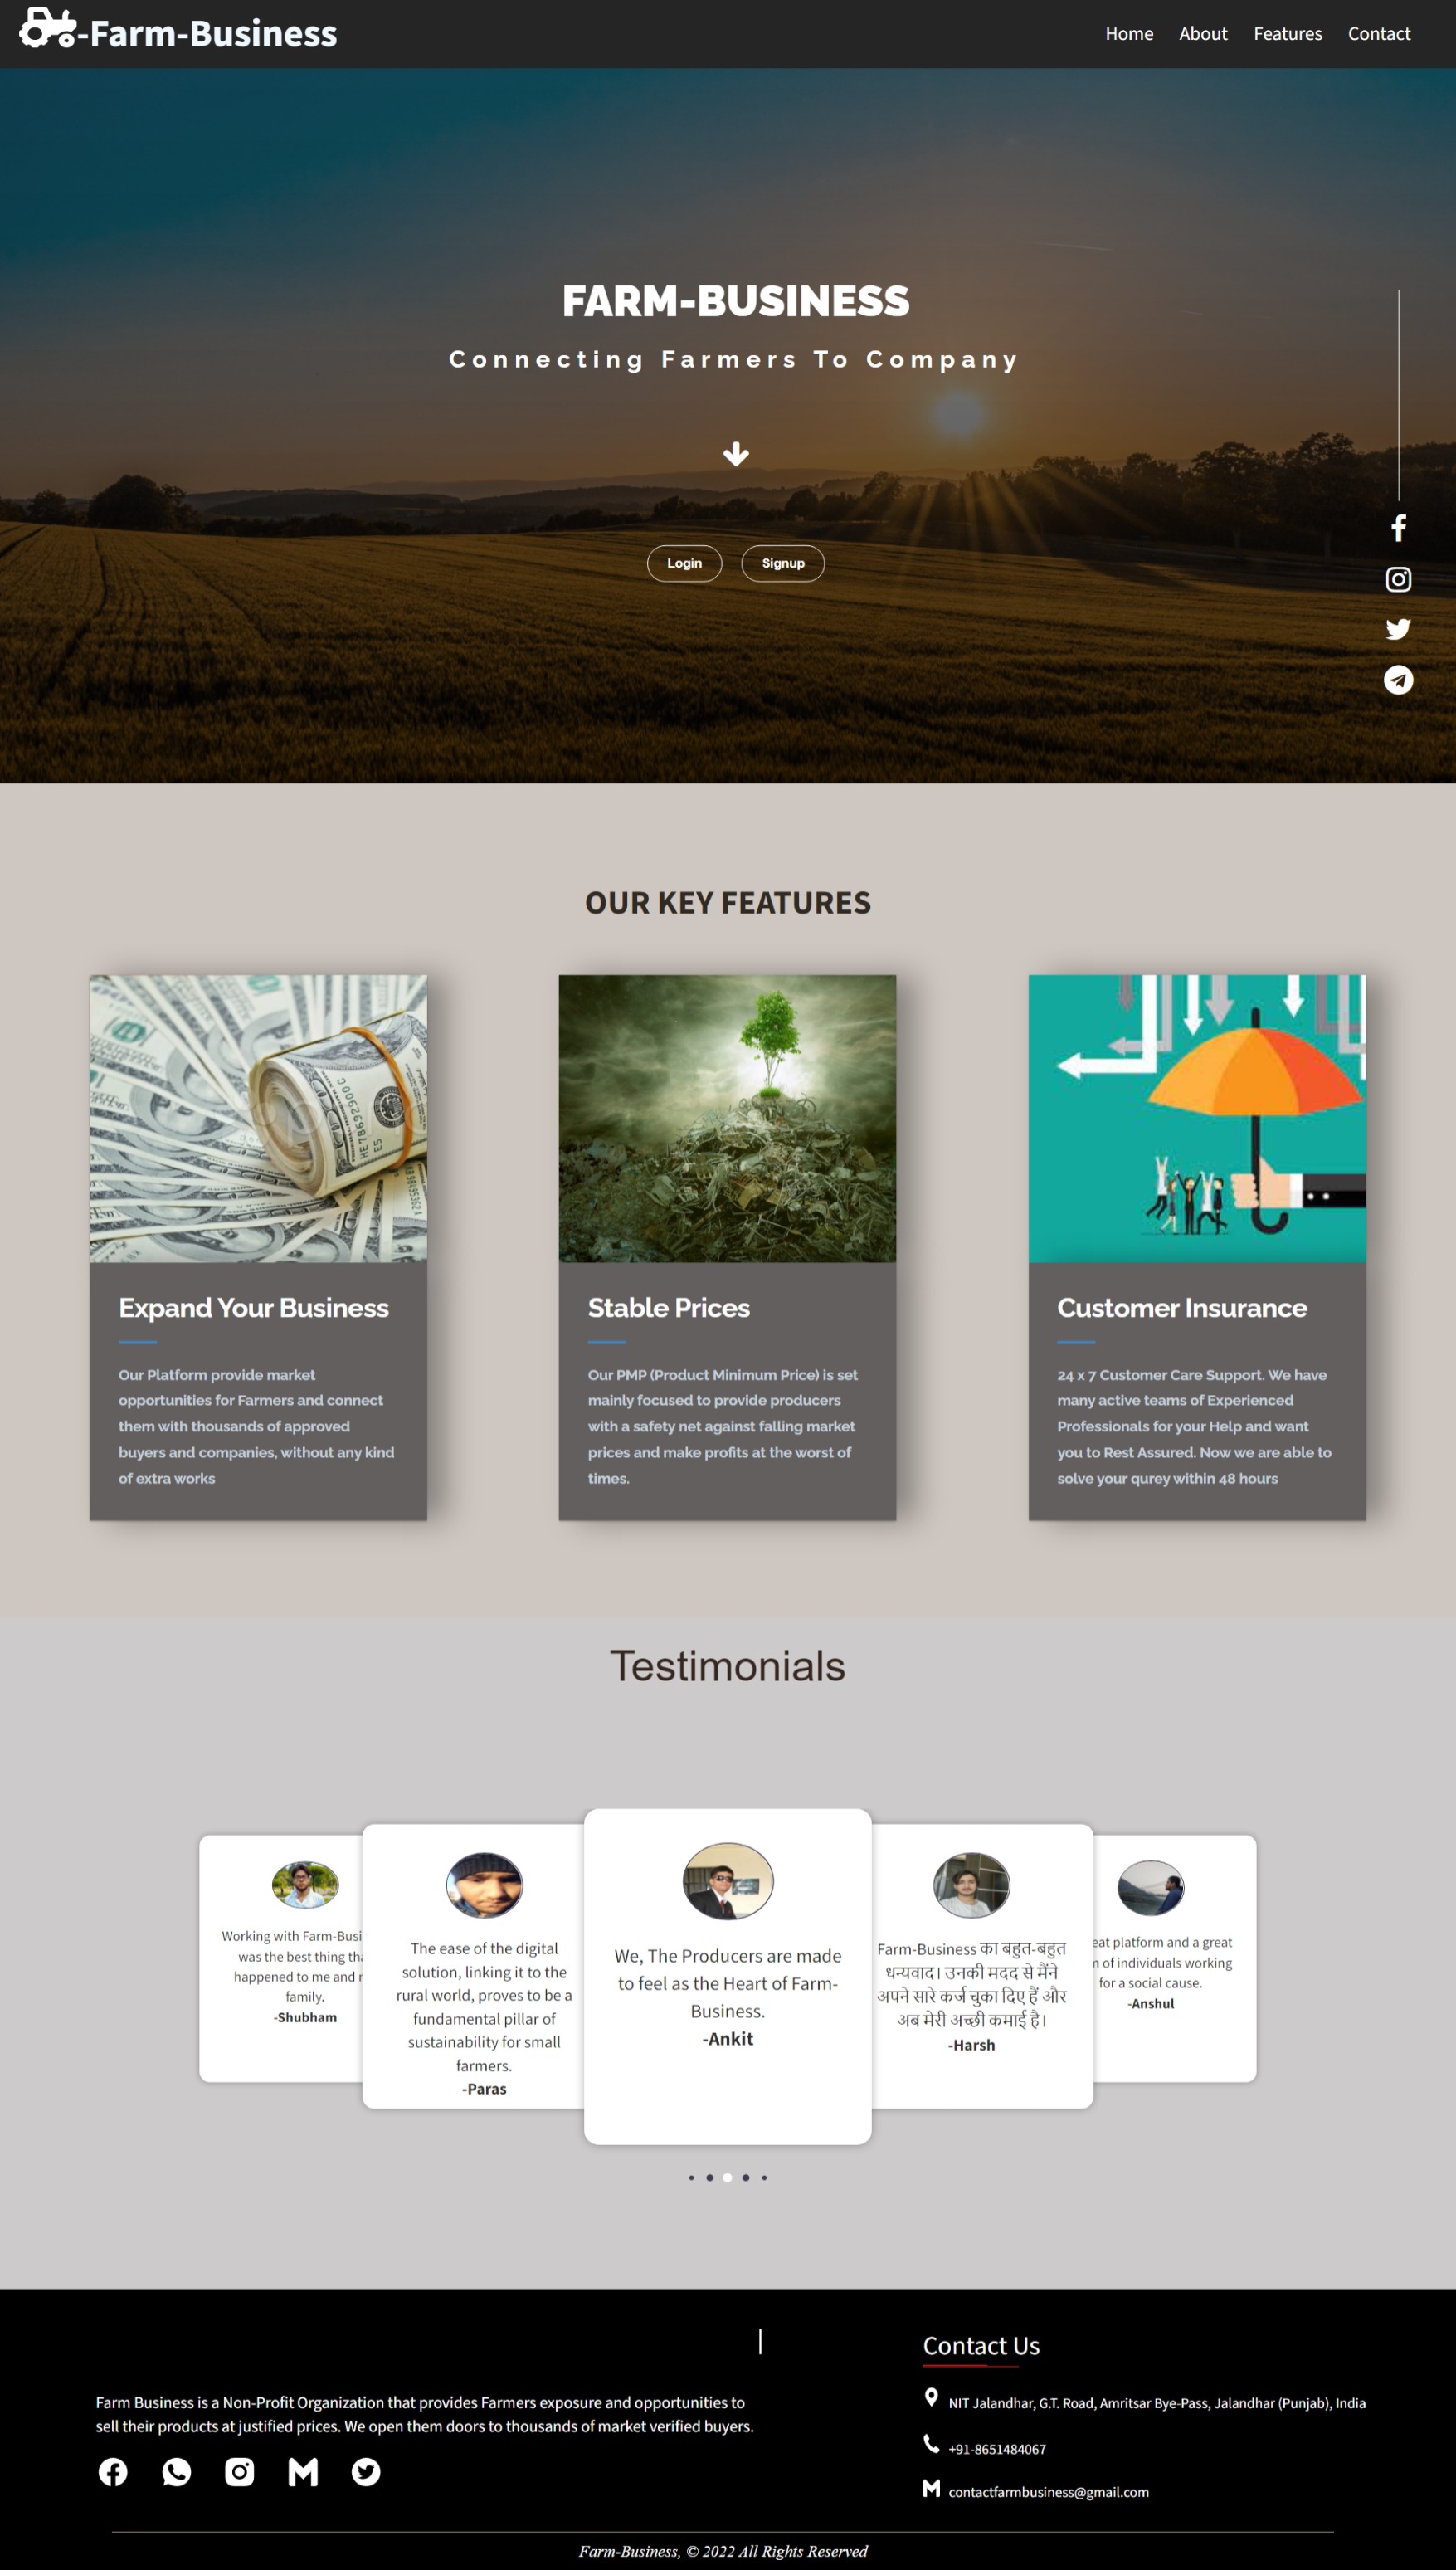 -Farm-Business
Home About Features Contact
FARM-BUSINESS
Connecting Farmers To Company
Login Signup
OUR KEY FEATURES
Expand Your Business
Our Platform provide market
opportunities for Farmers and connect
them with thousands of approved
buyers and companies, without any kind
of extra works
Stable Prices
Our PMP (Product Minimum Price) is set
mainly focused to provide producers
with a safety net against falling market
prices and make profits at the worst of
times.
Customer Insurance
24 x 7 Customer Care Support. We have
many active teams of Experienced
Professionals for your Help and want
you to Rest Assured. Now we are able to
solve your qurey within 48 hours
Testimonials
Working with Farm-Busi
was the best thing tha
happened to me and
family.
-Shubham
The ease of the digital
solution, linking it to the
rural world, proves to be a
fundamental pillar of
sustainability for small
farmers.
-Paras
We, The Producers are made
to feel as the Heart of Farm-
Business.
-Ankit
Farm-Business का बहुत-बहुत
धन्यवाद। उनकी मदद से मैंने
अपने सारे कर्ज चुका दिए हैं और
अब मेरी अच्छी कमाई है।
-Harsh
eat platform and a great
of individuals working
for a social cause.
-Anshul
Farm Business is a Non-Profit Organization that provides Farmers exposure and opportunities to
sell their products at justified prices. We open them doors to thousands of market verified buyers.
Contact Us
NIT Jalandhar, G.T. Road, Amritsar Bye-Pass, Jalandhar (Punjab), India
+91-8651484067
contactfarmbusiness@gmail.com
Farm-Business, © 2022 All Rights Reserved